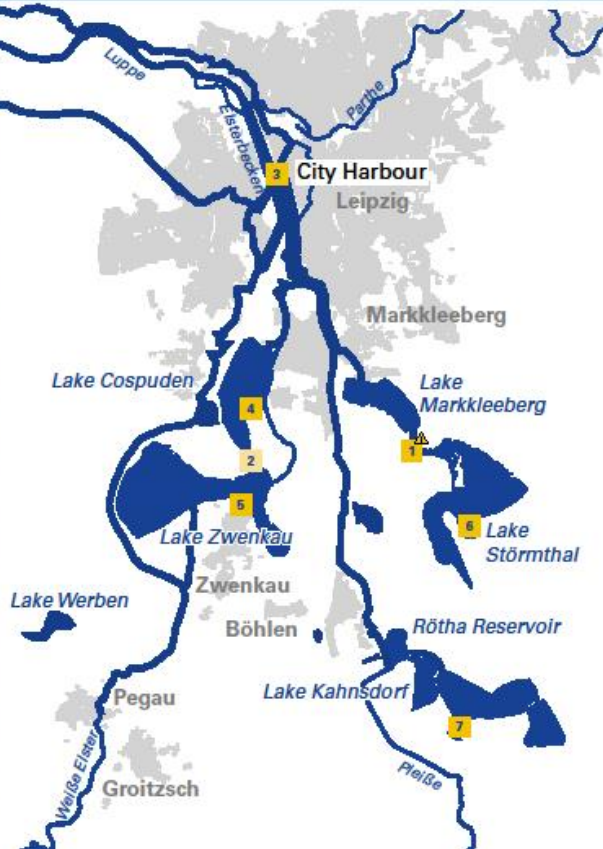 Luppe
Parthe
Elsterbecken
3
City Harbour
Leipzig
Markkleeberg
Lake Cospuden
Lake
Markkleeberg
4
1
2
5
6
Lake
Störmthal
Lake Zwenkau
Zwenkau
Lake Werben
Böhlen
Rötha Reservoir
Pegau
Lake Kahnsdorf
7
Weiße Elster
Groitzsch
Pleiße